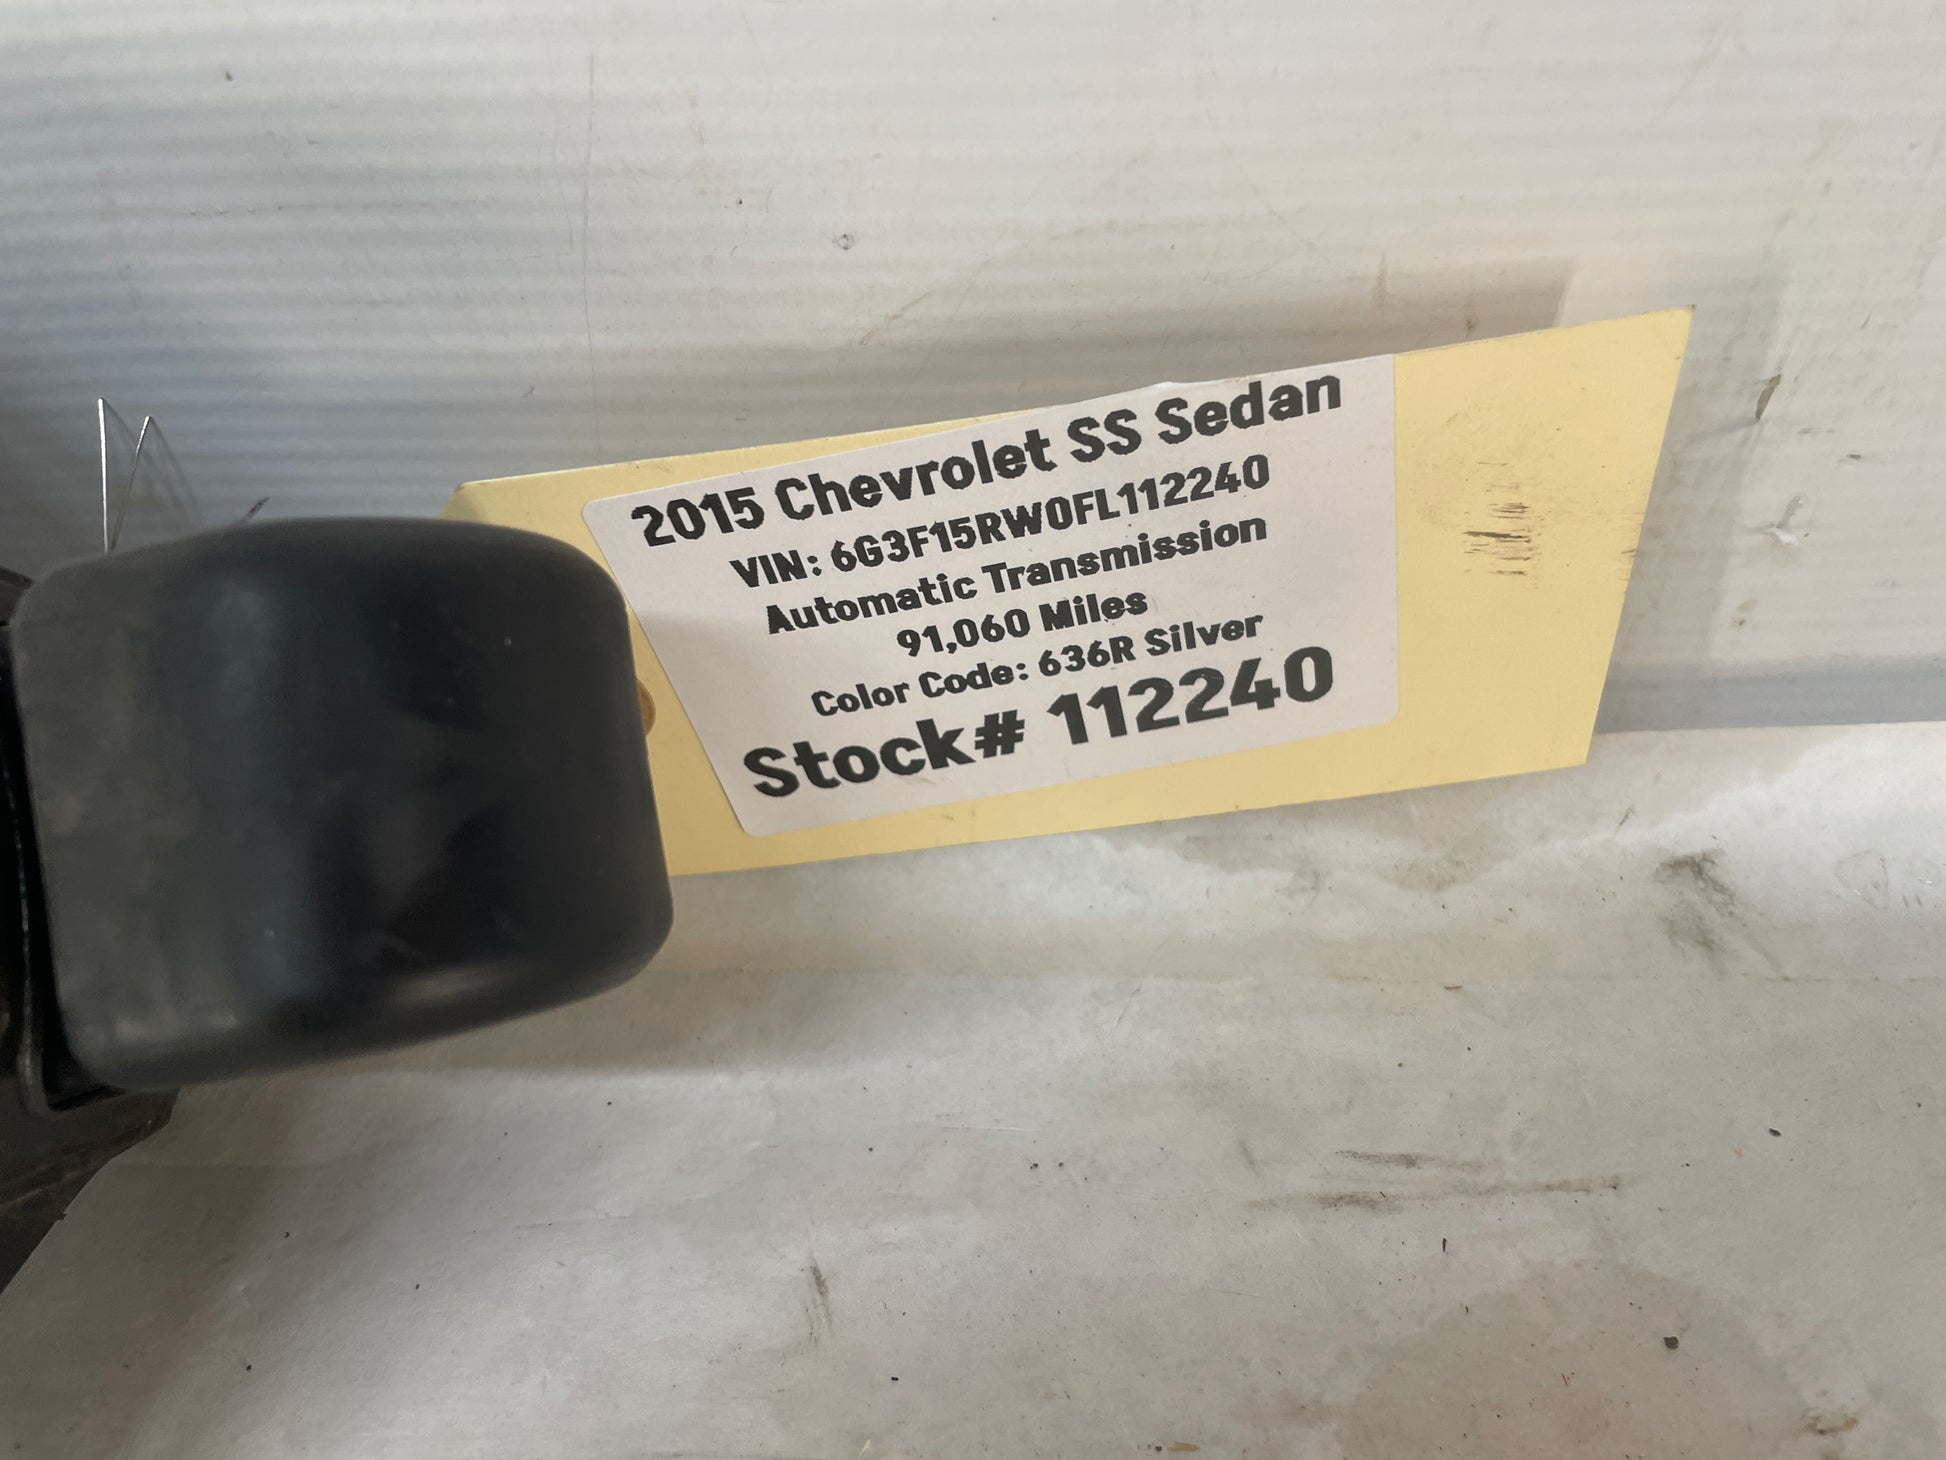 2015 Chevrolet SS Sedan
VIN: 6G3F15RW0FL112240
Automatic Transmission
91,060 Miles
Color Code: 636R Silver
Stock# 112240